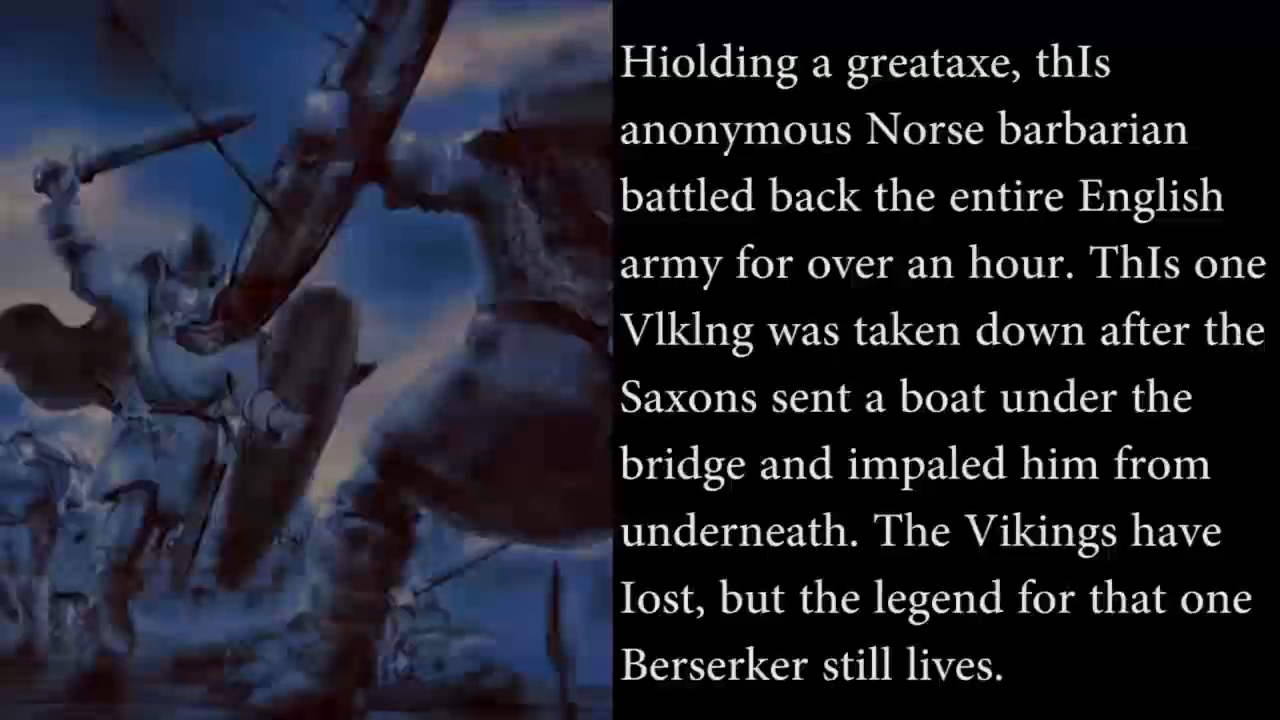 Hiolding a greataxe, thIs
anonymous Norse barbarian
battled back the entire English
army for over an hour. ThIs one
Vlklng was taken down after the
Saxons sent a boat under the
bridge and impaled him from
underneath. The Vikings have
Iost, but the legend for that one
Berserker still lives.